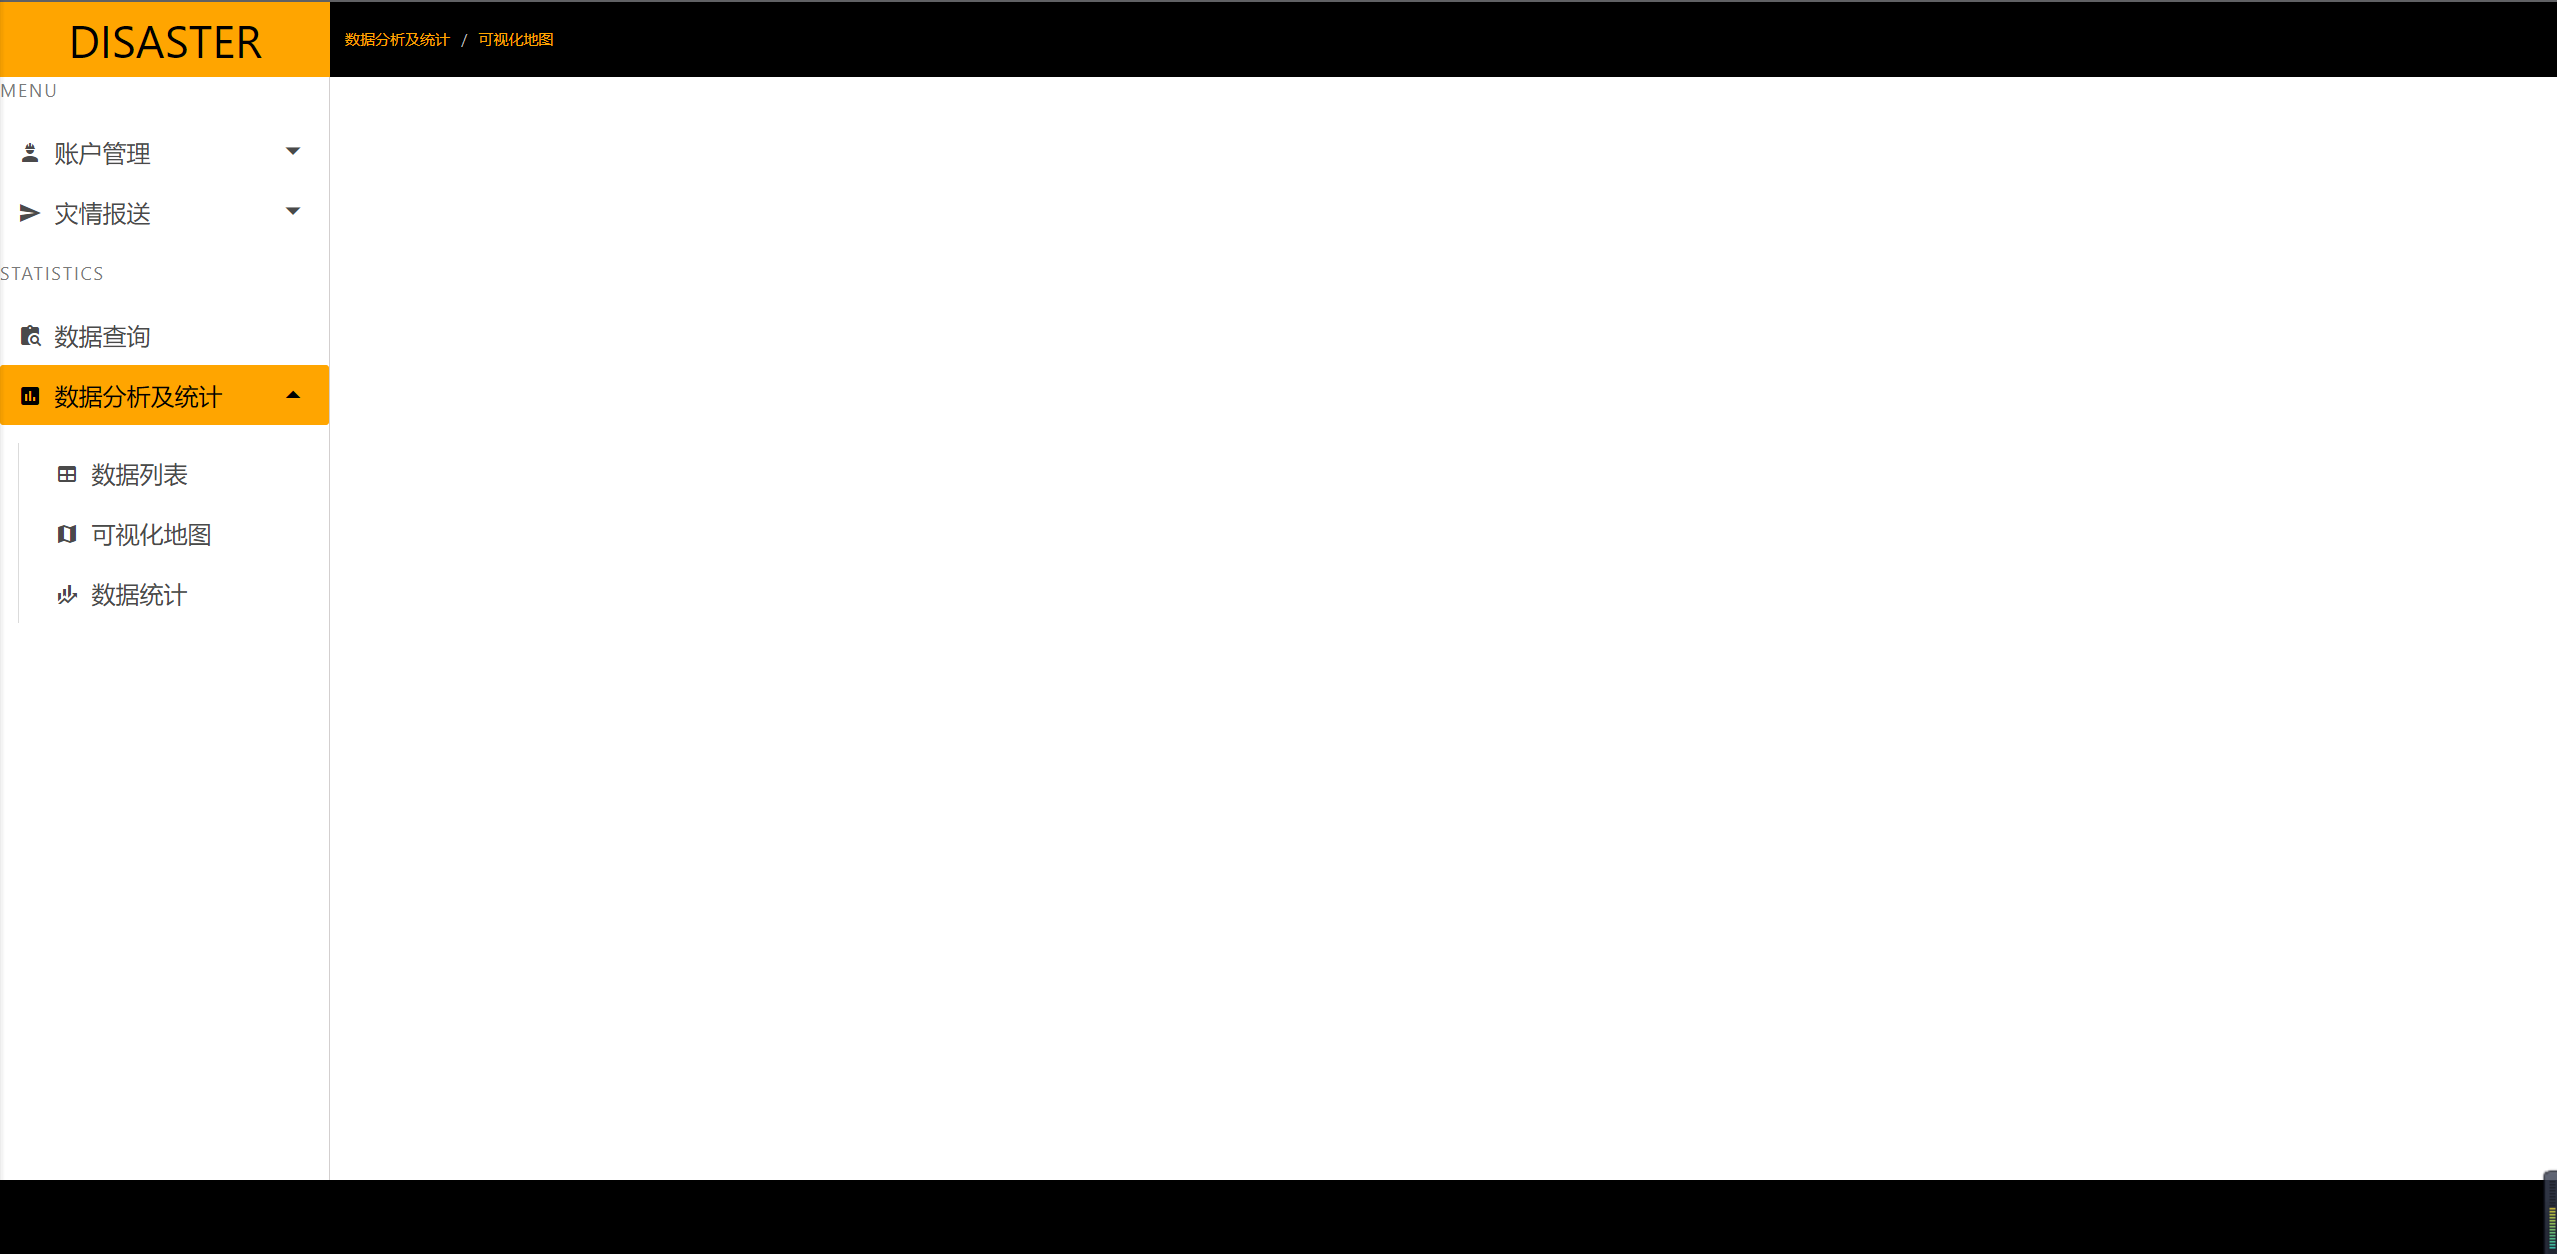 DISASTER
数据分析及统计 / 可视化地图
MENU
账户管理
灾情报送
STATISTICS
数据查询
数据分析及统计
数据列表
可视化地图
数据统计